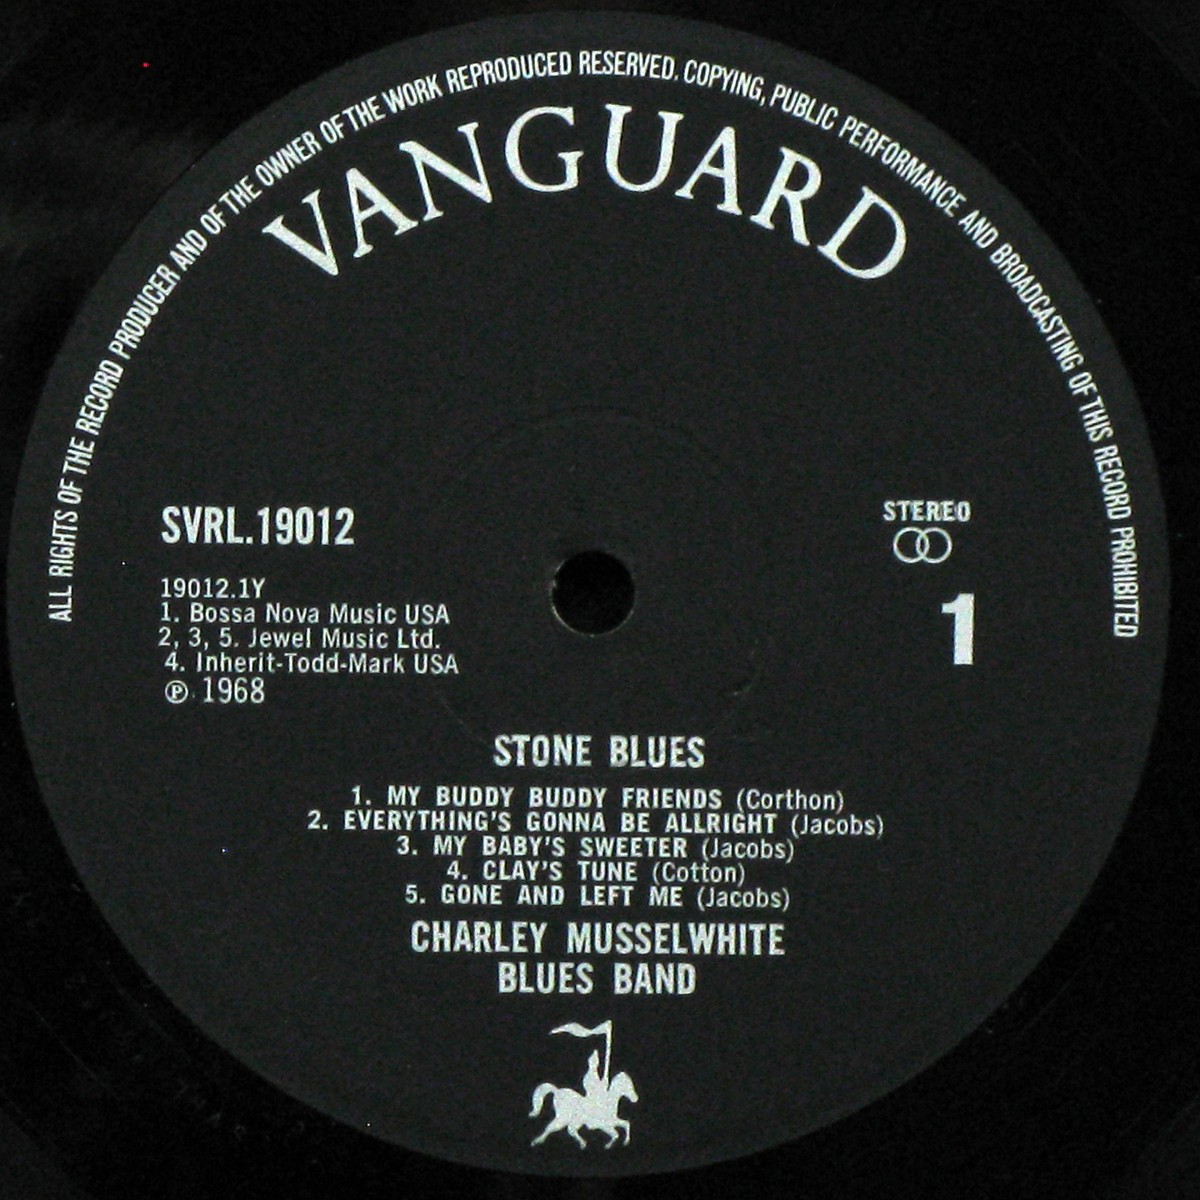 ALL RIGHTS OF THE RECORD PRODUCER AND OF THE OWNER OF THE WORK REPRODUCED RESERVED. COPYING, PUBLIC PERFORMANCE AND BROADCASTING OF THIS RECORD PROHIBITED
VANGUARD
SVRL.19012
STEREO
19012.1Y
1. Bossa Nova Music USA
2, 3, 5. Jewel Music Ltd.
4. Inherit-Todd-Mark USA
℗ 1968
1
STONE BLUES
1. MY BUDDY BUDDY FRIENDS (Corthon)
2. EVERYTHING'S GONNA BE ALLRIGHT (Jacobs)
3. MY BABY'S SWEETER (Jacobs)
4. CLAY'S TUNE (Cotton)
5. GONE AND LEFT ME (Jacobs)
CHARLEY MUSSELWHITE
BLUES BAND